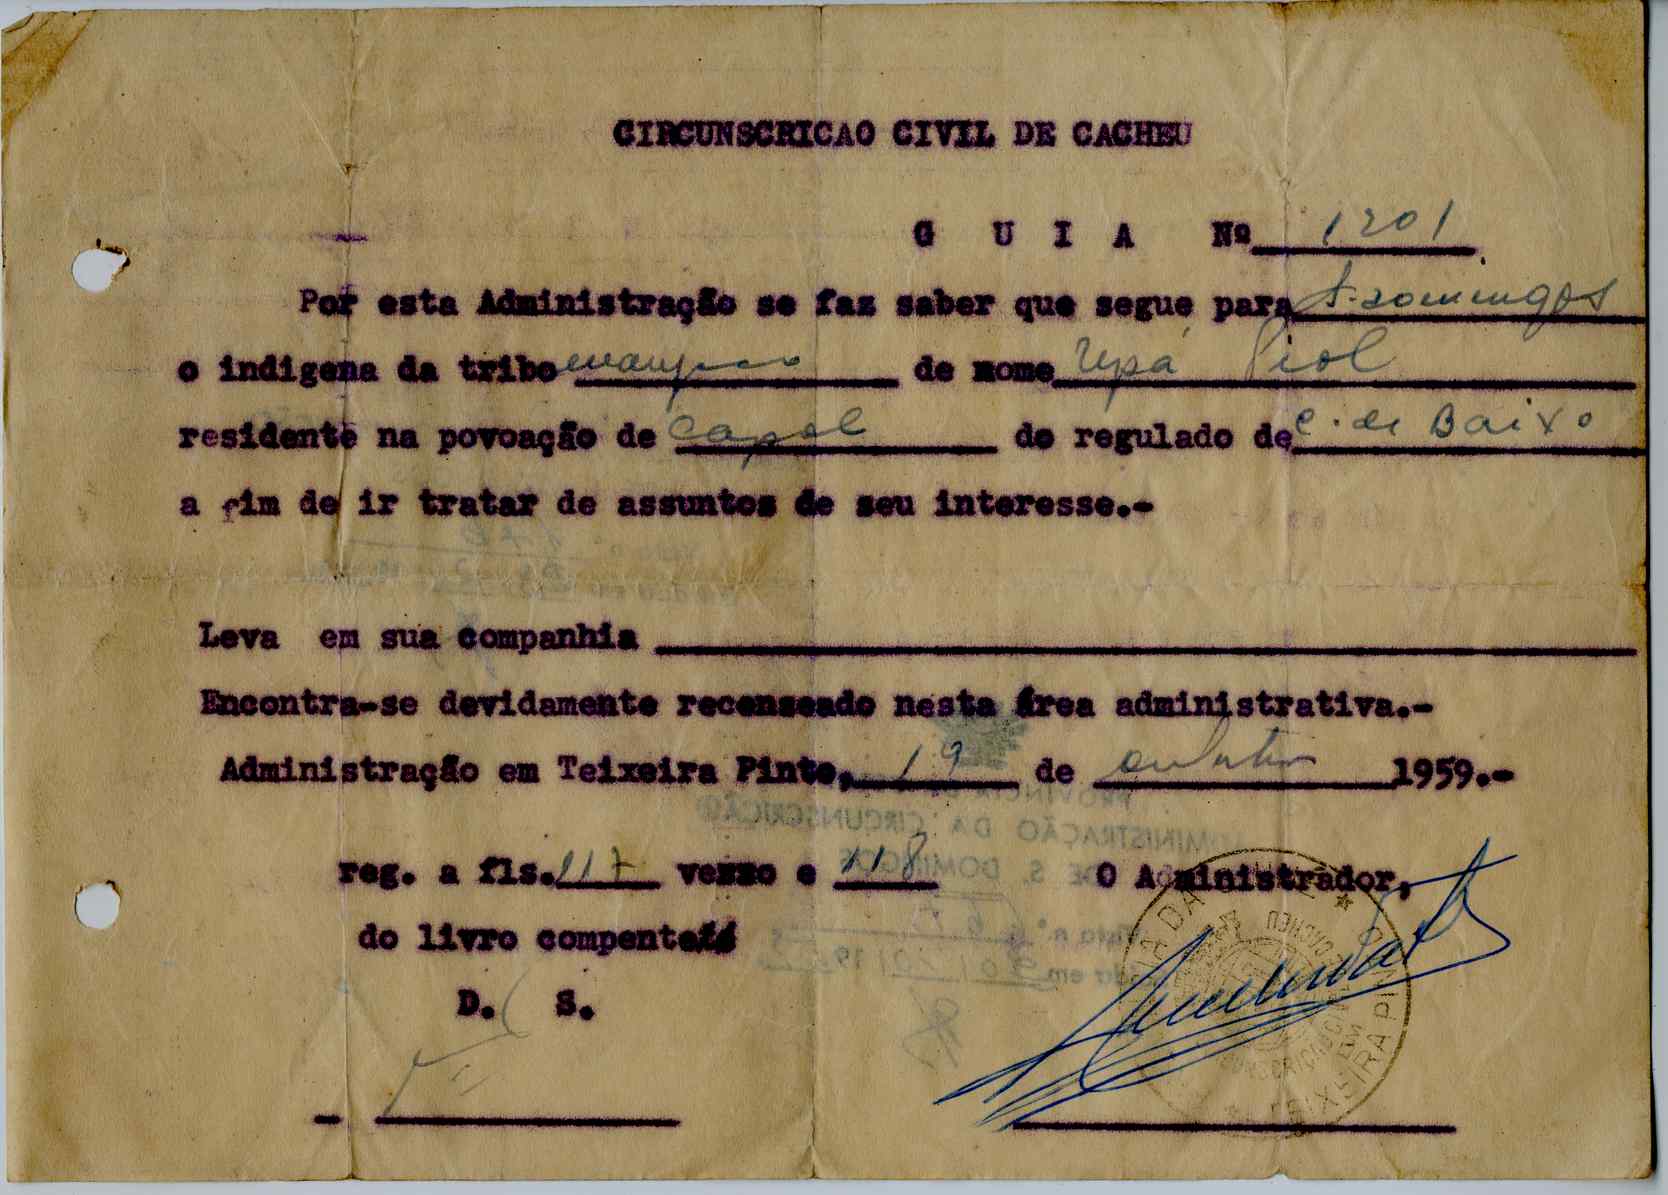 CIRCUNSCRICAO CIVIL DE CACHEU
G U I A Nº 1201
Por esta Administração se faz saber que segue para S. Domingos
o indigena da tribo de nome Upá
residente na povoação de Capol do regulado de C. de Baixo
a fim de ir tratar de assuntos de seu interesse.-
Leva em sua companhia
Encontra-se devidamente recenseado nesta área administrativa.-
Administração em Teixeira Pinto, 19 de outubro 1959.-
reg. a fls. 117 verso e 118 O Administrador,
do livro compente
D. S.